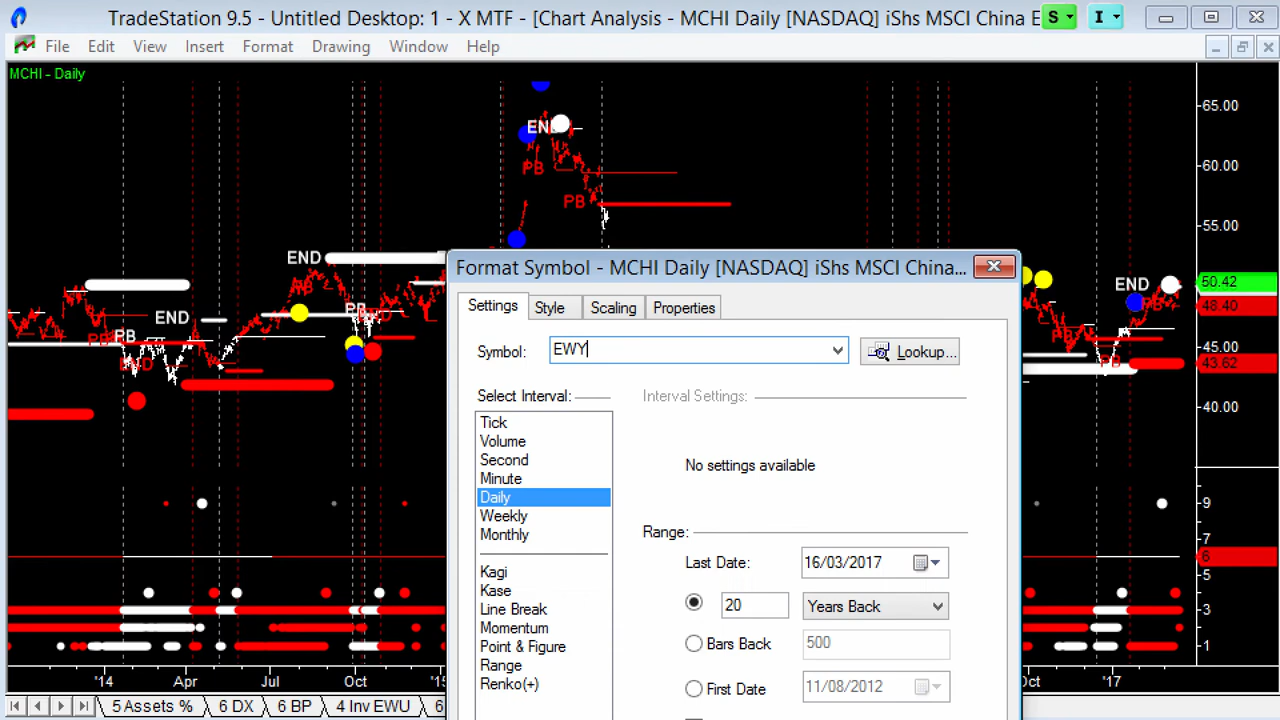 TradeStation 9.5 - Untitled Desktop: 1 - X MTF - [Chart Analysis - MCHI Daily [NASDAQ] iShs MSCI China E
S
I
File Edit View Insert Format Drawing Window Help
MCHI - Daily
65.00
END
60.00
PB
PB
55.00
END
END
50.42
PB
48.40
END
PB
END
PB
PB
45.00
END
PB
43.62
40.00
9
7
6
5
3
1
'14 Apr Jul Oct '15
Oct '17
5 Assets % 6 DX 6 BP 4 Inv EWU 6
Format Symbol - MCHI Daily [NASDAQ] iShs MSCI China...
Settings Style Scaling Properties
Symbol: EWY Lookup...
Select Interval: Interval Settings:
Tick
Volume
Second
Minute
Daily
Weekly
Monthly
Kagi
Kase
Line Break
Momentum
Point & Figure
Range
Renko(+)
No settings available
Range:
Last Date: 16/03/2017
20 Years Back
Bars Back 500
First Date 11/08/2012